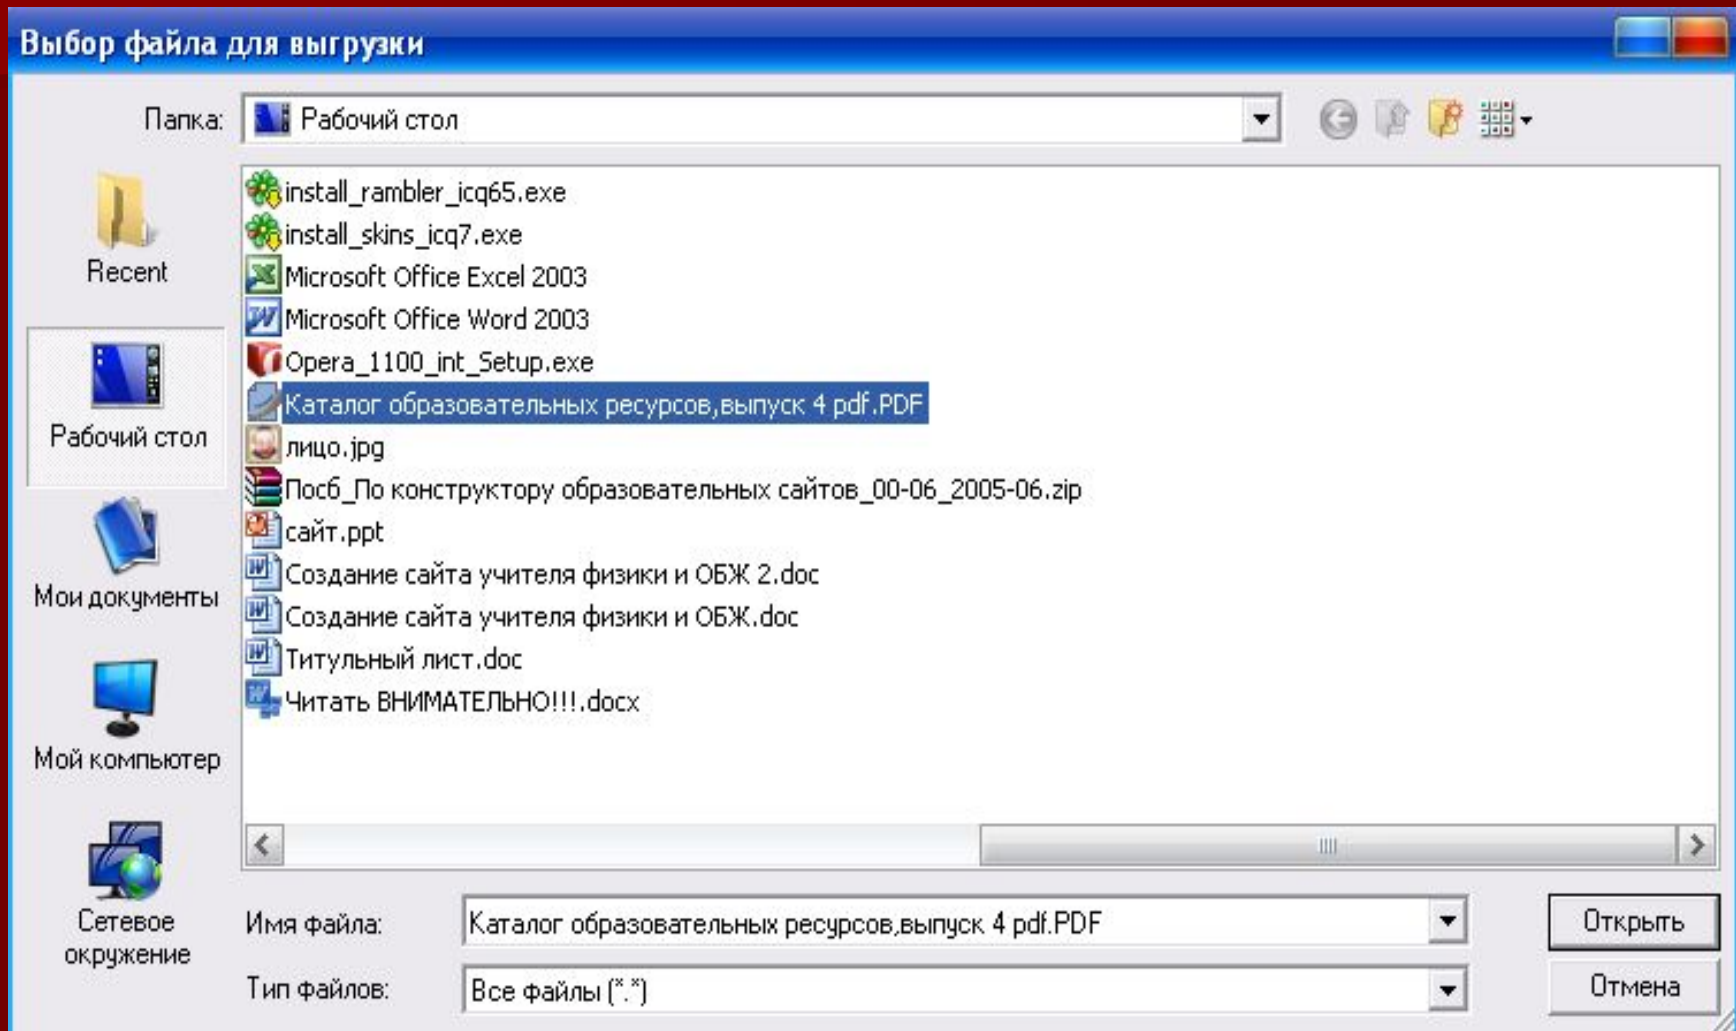 Выбор файла для выгрузки
Папка:
Рабочий стол
Recent
Рабочий стол
Мои документы
Мой компьютер
Сетевое
окружение
install_rambler_icq65.exe
install_skins_icq7.exe
Microsoft Office Excel 2003
Microsoft Office Word 2003
Opera_1100_int_Setup.exe
Каталог образовательных ресурсов,выпуск 4 pdf.PDF
лицо.jpg
Посб_По конструктору образовательных сайтов_00-06_2005-06.zip
сайт.ppt
Создание сайта учителя физики и ОБЖ 2.doc
Создание сайта учителя физики и ОБЖ.doc
Титульный лист.doc
Читать ВНИМАТЕЛЬНО!!!.docx
Имя файла:
Каталог образовательных ресурсов,выпуск 4 pdf.PDF
Открыть
Тип файлов:
Все файлы (*.*)
Отмена